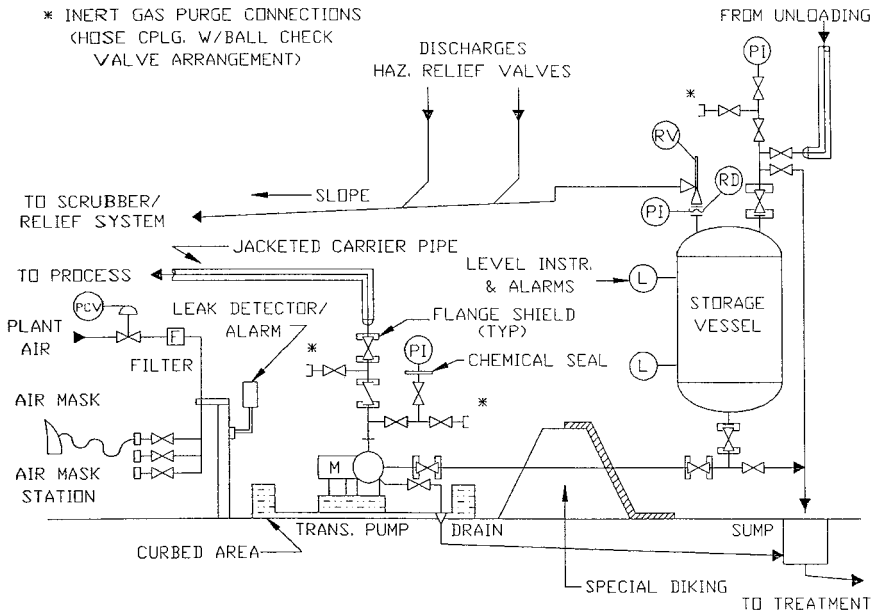 * INERT GAS PURGE CONNECTIONS
(HOSE CPLG. W/BALL CHECK
VALVE ARRANGEMENT)
FROM UNLOADING
DISCHARGES
HAZ. RELIEF VALVES
PI
*
RV
RD
PI
SLOPE
TO SCRUBBER/
RELIEF SYSTEM
JACKETED CARRIER PIPE
TO PROCESS
LEVEL INSTR.
& ALARMS
L
STORAGE
VESSEL
LEAK DETECTOR/
ALARM
PCV
PLANT
AIR
F
FILTER
FLANGE SHIELD
(TYP)
*
PI
CHEMICAL SEAL
L
*
AIR MASK
AIR MASK
STATION
M
TRANS. PUMP
DRAIN
SUMP
CURBED AREA
SPECIAL DIKING
TO TREATMENT